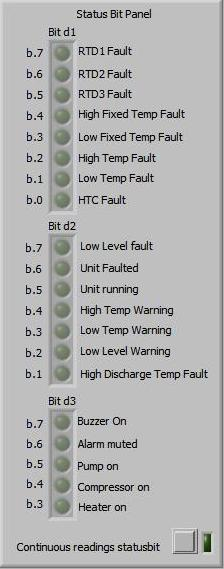 Status Bit Panel
Bit d1
b.7 RTD1 Fault
b.6 RTD2 Fault
b.5 RTD3 Fault
b.4 High Fixed Temp Fault
b.3 Low Fixed Temp Fault
b.2 High Temp Fault
b.1 Low Temp Fault
b.0 HTC Fault
Bit d2
b.7 Low Level fault
b.6 Unit Faulted
b.5 Unit running
b.4 High Temp Warning
b.3 Low Temp Warning
b.2 Low Level Warning
b.1 High Discharge Temp Fault
Bit d3
b.7 Buzzer On
b.6 Alarm muted
b.5 Pump on
b.4 Compressor on
b.3 Heater on
Continuous readings statusbit